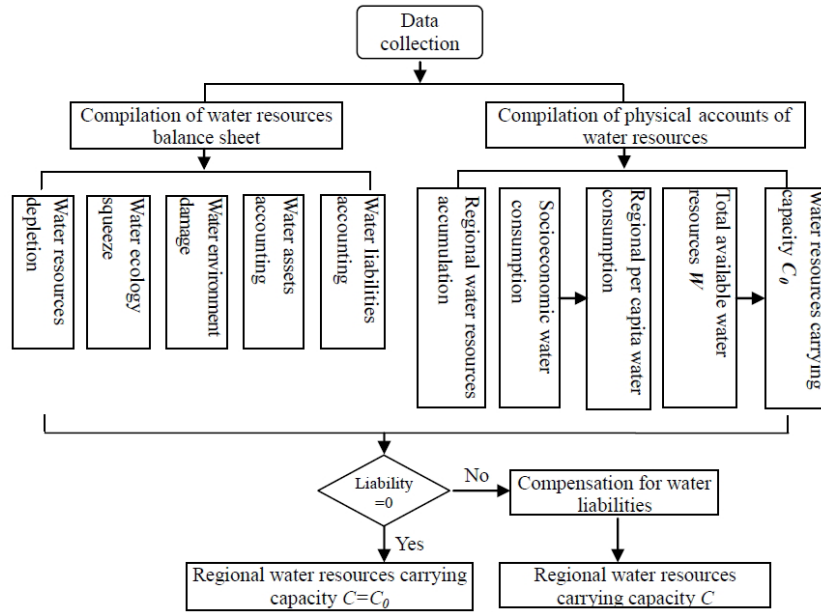 Data
collection
Compilation of water resources
balance sheet
Compilation of physical accounts of
water resources
Water resources
depletion
Water ecology
squeeze
Water environment
damage
Water assets
accounting
Water liabilities
accounting
Regional water resources
accumulation
Socioeconomic water
consumption
Regional per capita water
consumption
Total available water
resources W
Water resources carrying
capacity C₀
Liability
=0
No
Compensation for water
liabilities
Yes
Regional water resources carrying
capacity C=C₀
Regional water resources
carrying capacity C